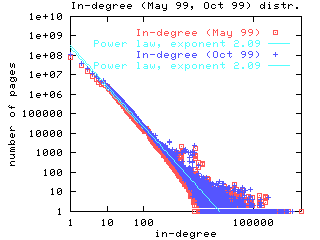 In-degree (May 99, Oct 99) distr.
1e+10
1e+09
1e+08
1e+07
1e+06
100000
10000
1000
100
10
1
number of pages
In-degree (May 99)
Power law, exponent 2.09
In-degree (Oct 99)
Power law, exponent 2.09
1
10
100
100000
in-degree